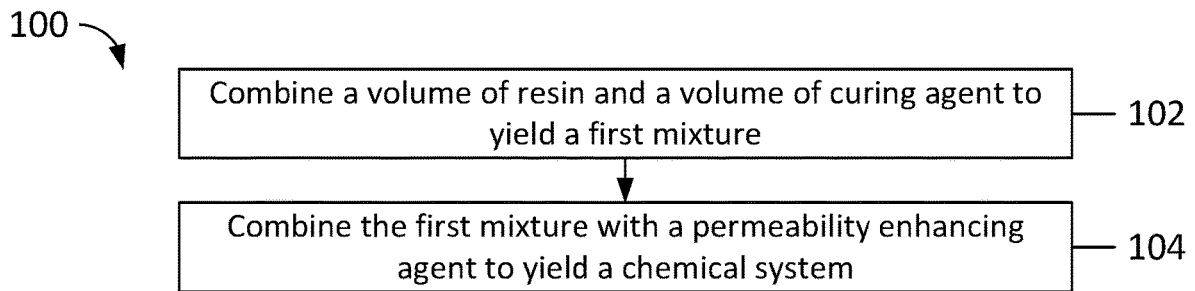 100
Combine a volume of resin and a volume of curing agent to
yield a first mixture
102
Combine the first mixture with a permeability enhancing
agent to yield a chemical system
104